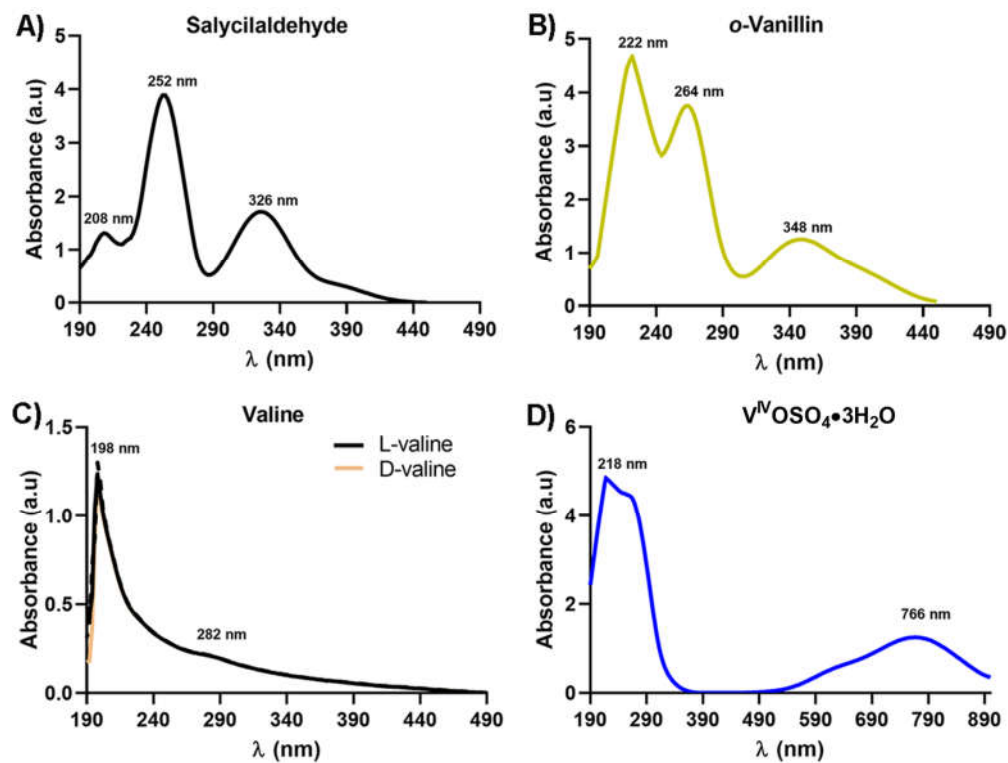 A)
Salycilaldehyde
Absorbance (a.u)
5
4
3
2
1
0
208 nm
252 nm
326 nm
190 240 290 340 390 440 490
λ (nm)
B)
o-Vanillin
Absorbance (a.u)
5
4
3
2
1
0
222 nm
264 nm
348 nm
190 240 290 340 390 440 490
λ (nm)
C)
Valine
Absorbance (a.u)
1.5
1.0
0.5
0.0
198 nm
282 nm
L-valine
D-valine
190 240 290 340 390 440 490
λ (nm)
D)
VᴵⱽOSO₄•3H₂O
Absorbance (a.u)
6
4
2
0
218 nm
766 nm
190 290 390 490 590 690 790 890
λ (nm)